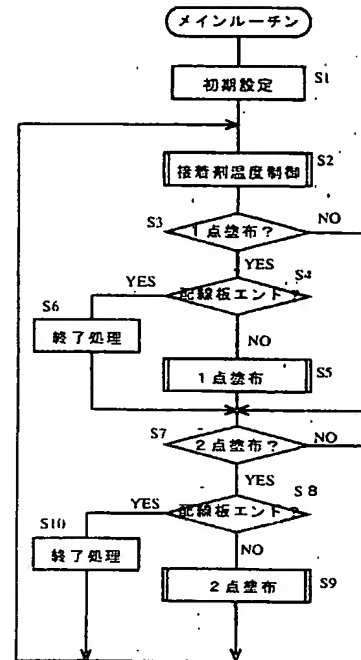 メインルーチン
初期設定 S1
接着剤温度制御 S2
S3 1点塗布? NO
YES
配線板エンド? S4
YES
S6 終了処理
NO
1点塗布 S5
S7 2点塗布? NO
YES
配線板エンド? S8
YES
S10 終了処理
NO
2点塗布 S9